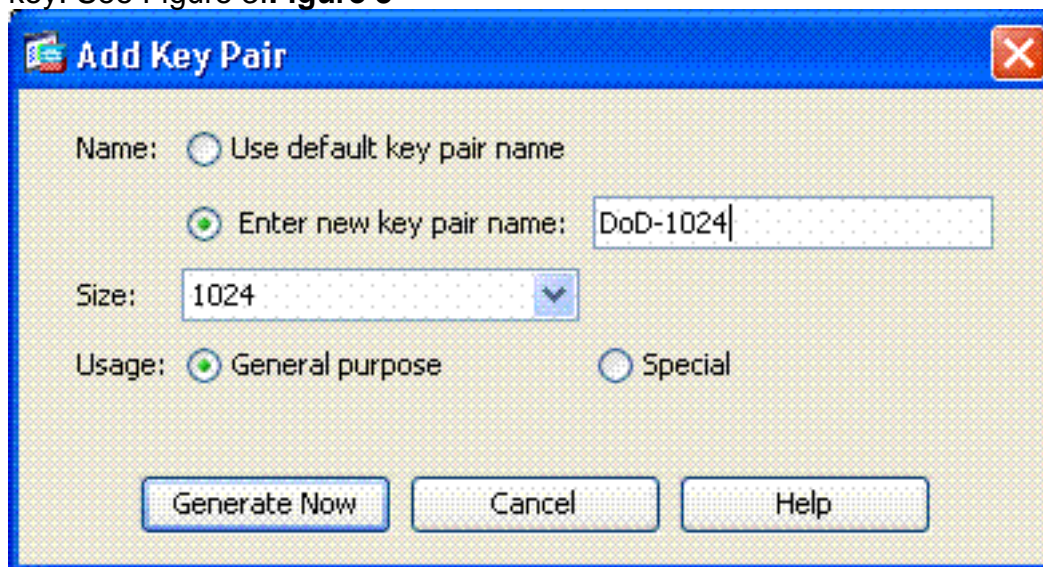 Add Key Pair
Name: Use default key pair name
Enter new key pair name: DoD-1024
Size: 1024
Usage: General purpose Special
Generate Now Cancel Help